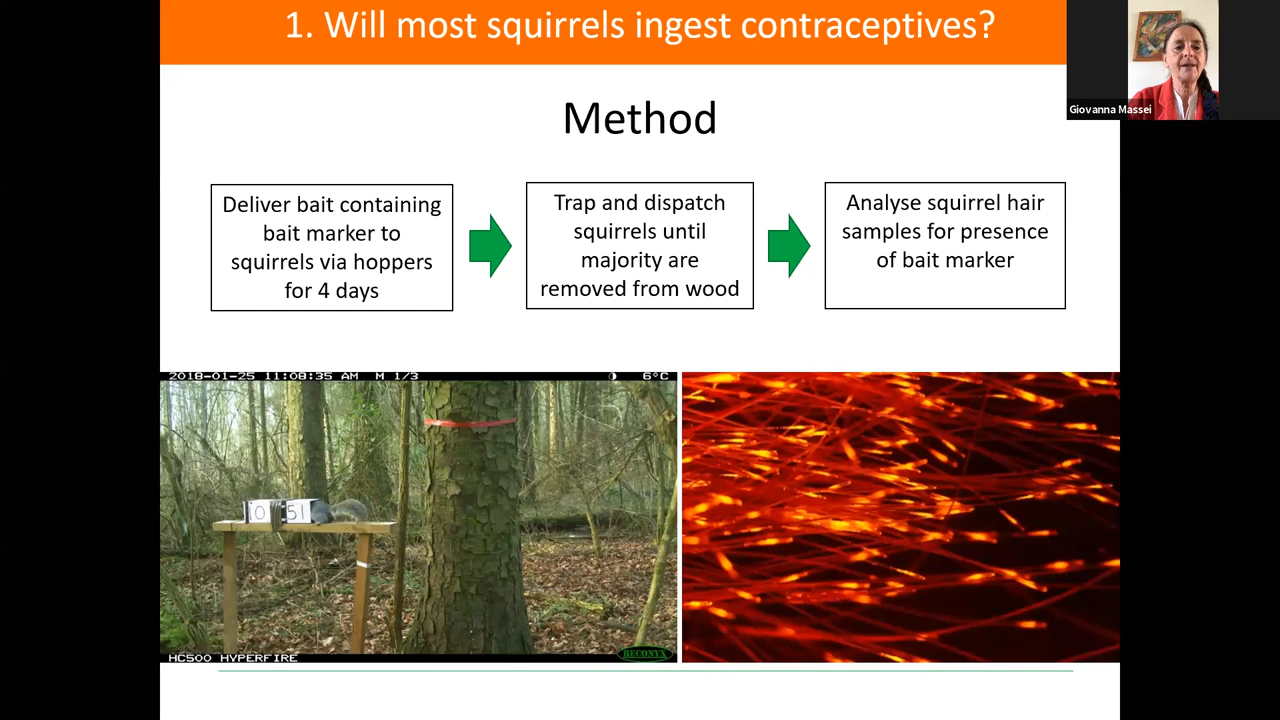 1. Will most squirrels ingest contraceptives?
Giovanna Massei
Method
Deliver bait containing
bait marker to
squirrels via hoppers
for 4 days
Trap and dispatch
squirrels until
majority are
removed from wood
Analyse squirrel hair
samples for presence
of bait marker
2018-01-25 11:08:35 AM M 1/3 6°C
10 51
HC500 HYPERFIRE
RECONYX